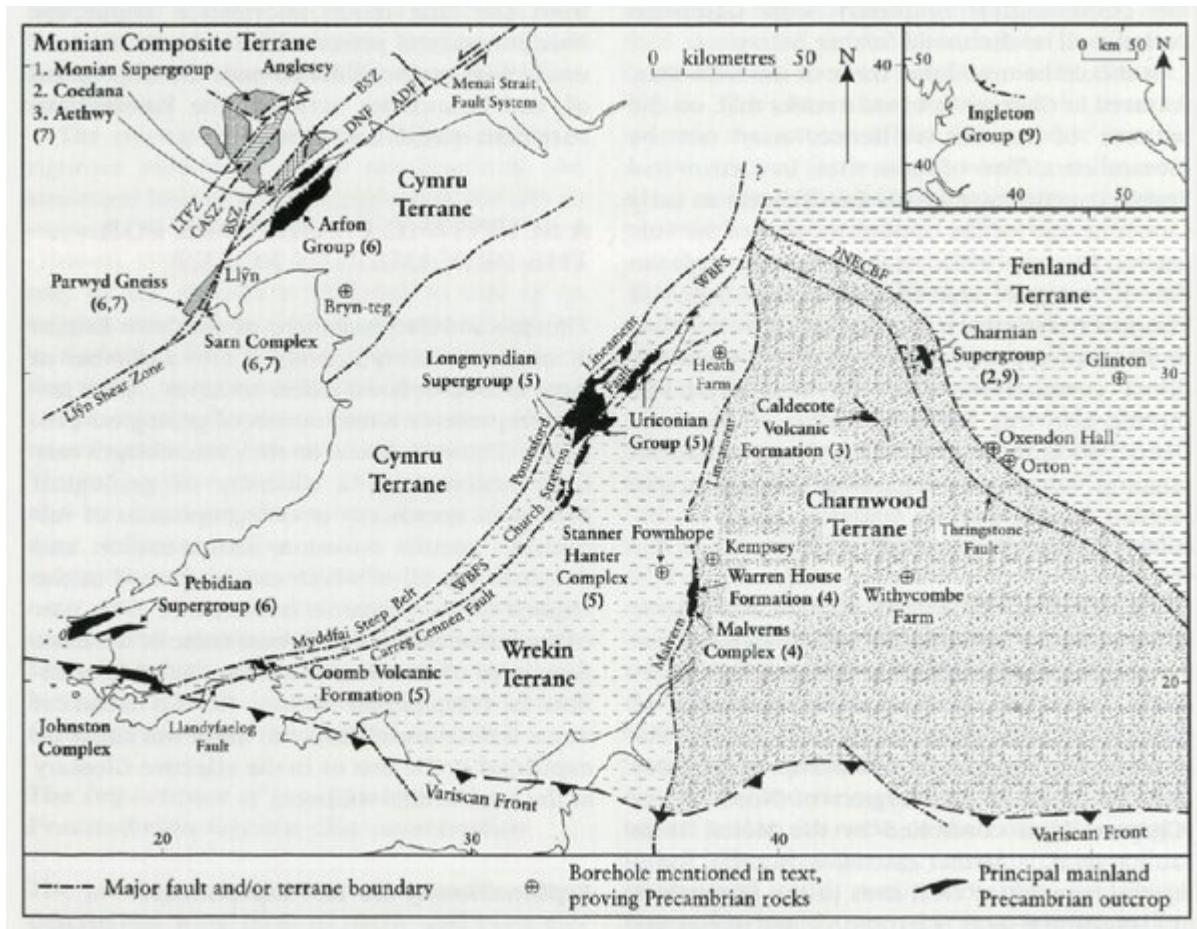 Monian Composite Terrane
1. Monian Supergroup
2. Coedana
3. Aethwy
(7)
Anglesey
BSZ
DNF
ADF
Menai Strait
Fault System
LTF
CASZ
BSZ
Cymru
Terrane
Arfon
Group (6)
Parwyd Gneiss
(6,7)
Llŷn
Bryn-teg
Sarn Complex
(6,7)
Llŷn Shear Zone
0 kilometres 50
N
50
0 km 50
N
Ingleton
Group (9)
40
40
50
WBFS
NECBF
Fenland
Terrane
Longmyndian
Supergroup (5)
Lineament
Fault
Heath
Farm
Charnian
Supergroup
(2,9)
Glinton
30
Uriconian
Group (5)
Caldecote
Volcanic
Formation (3)
Lineament
Oxendon Hall
Orton
Cymru
Terrane
Pontesford
Church Stretton
Charnwood
Terrane
Thringstone
Fault
Stanner
Hanter
Complex
(5)
Fownhope
Kempsey
Warren House
Formation (4)
Withycombe
Farm
Pebidian
Supergroup (6)
WBFS
Myddfai Steep Belt
Carreg Cennen Fault
Wrekin
Terrane
Malvern
Malverns
Complex (4)
Coomb Volcanic
Formation (5)
20
Johnston
Complex
Llandyfaelog
Fault
Variscan Front
Variscan Front
20
30
40
Major fault and/or terrane boundary
Borehole mentioned in text,
proving Precambrian rocks
Principal mainland
Precambrian outcrop